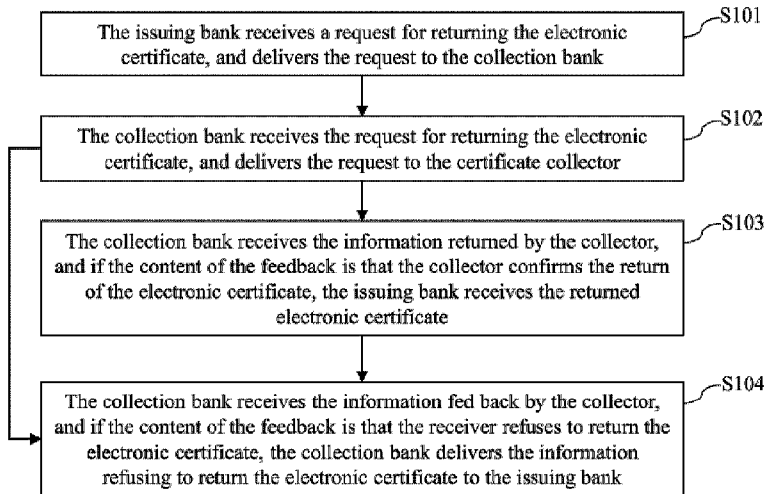 S101
The issuing bank receives a request for returning the electronic
certificate, and delivers the request to the collection bank
S102
The collection bank receives the request for returning the electronic
certificate, and delivers the request to the certificate collector
S103
The collection bank receives the information returned by the collector,
and if the content of the feedback is that the collector confirms the return
of the electronic certificate, the issuing bank receives the returned
electronic certificate
S104
The collection bank receives the information fed back by the collector,
and if the content of the feedback is that the receiver refuses to return the
electronic certificate, the collection bank delivers the information
refusing to return the electronic certificate to the issuing bank